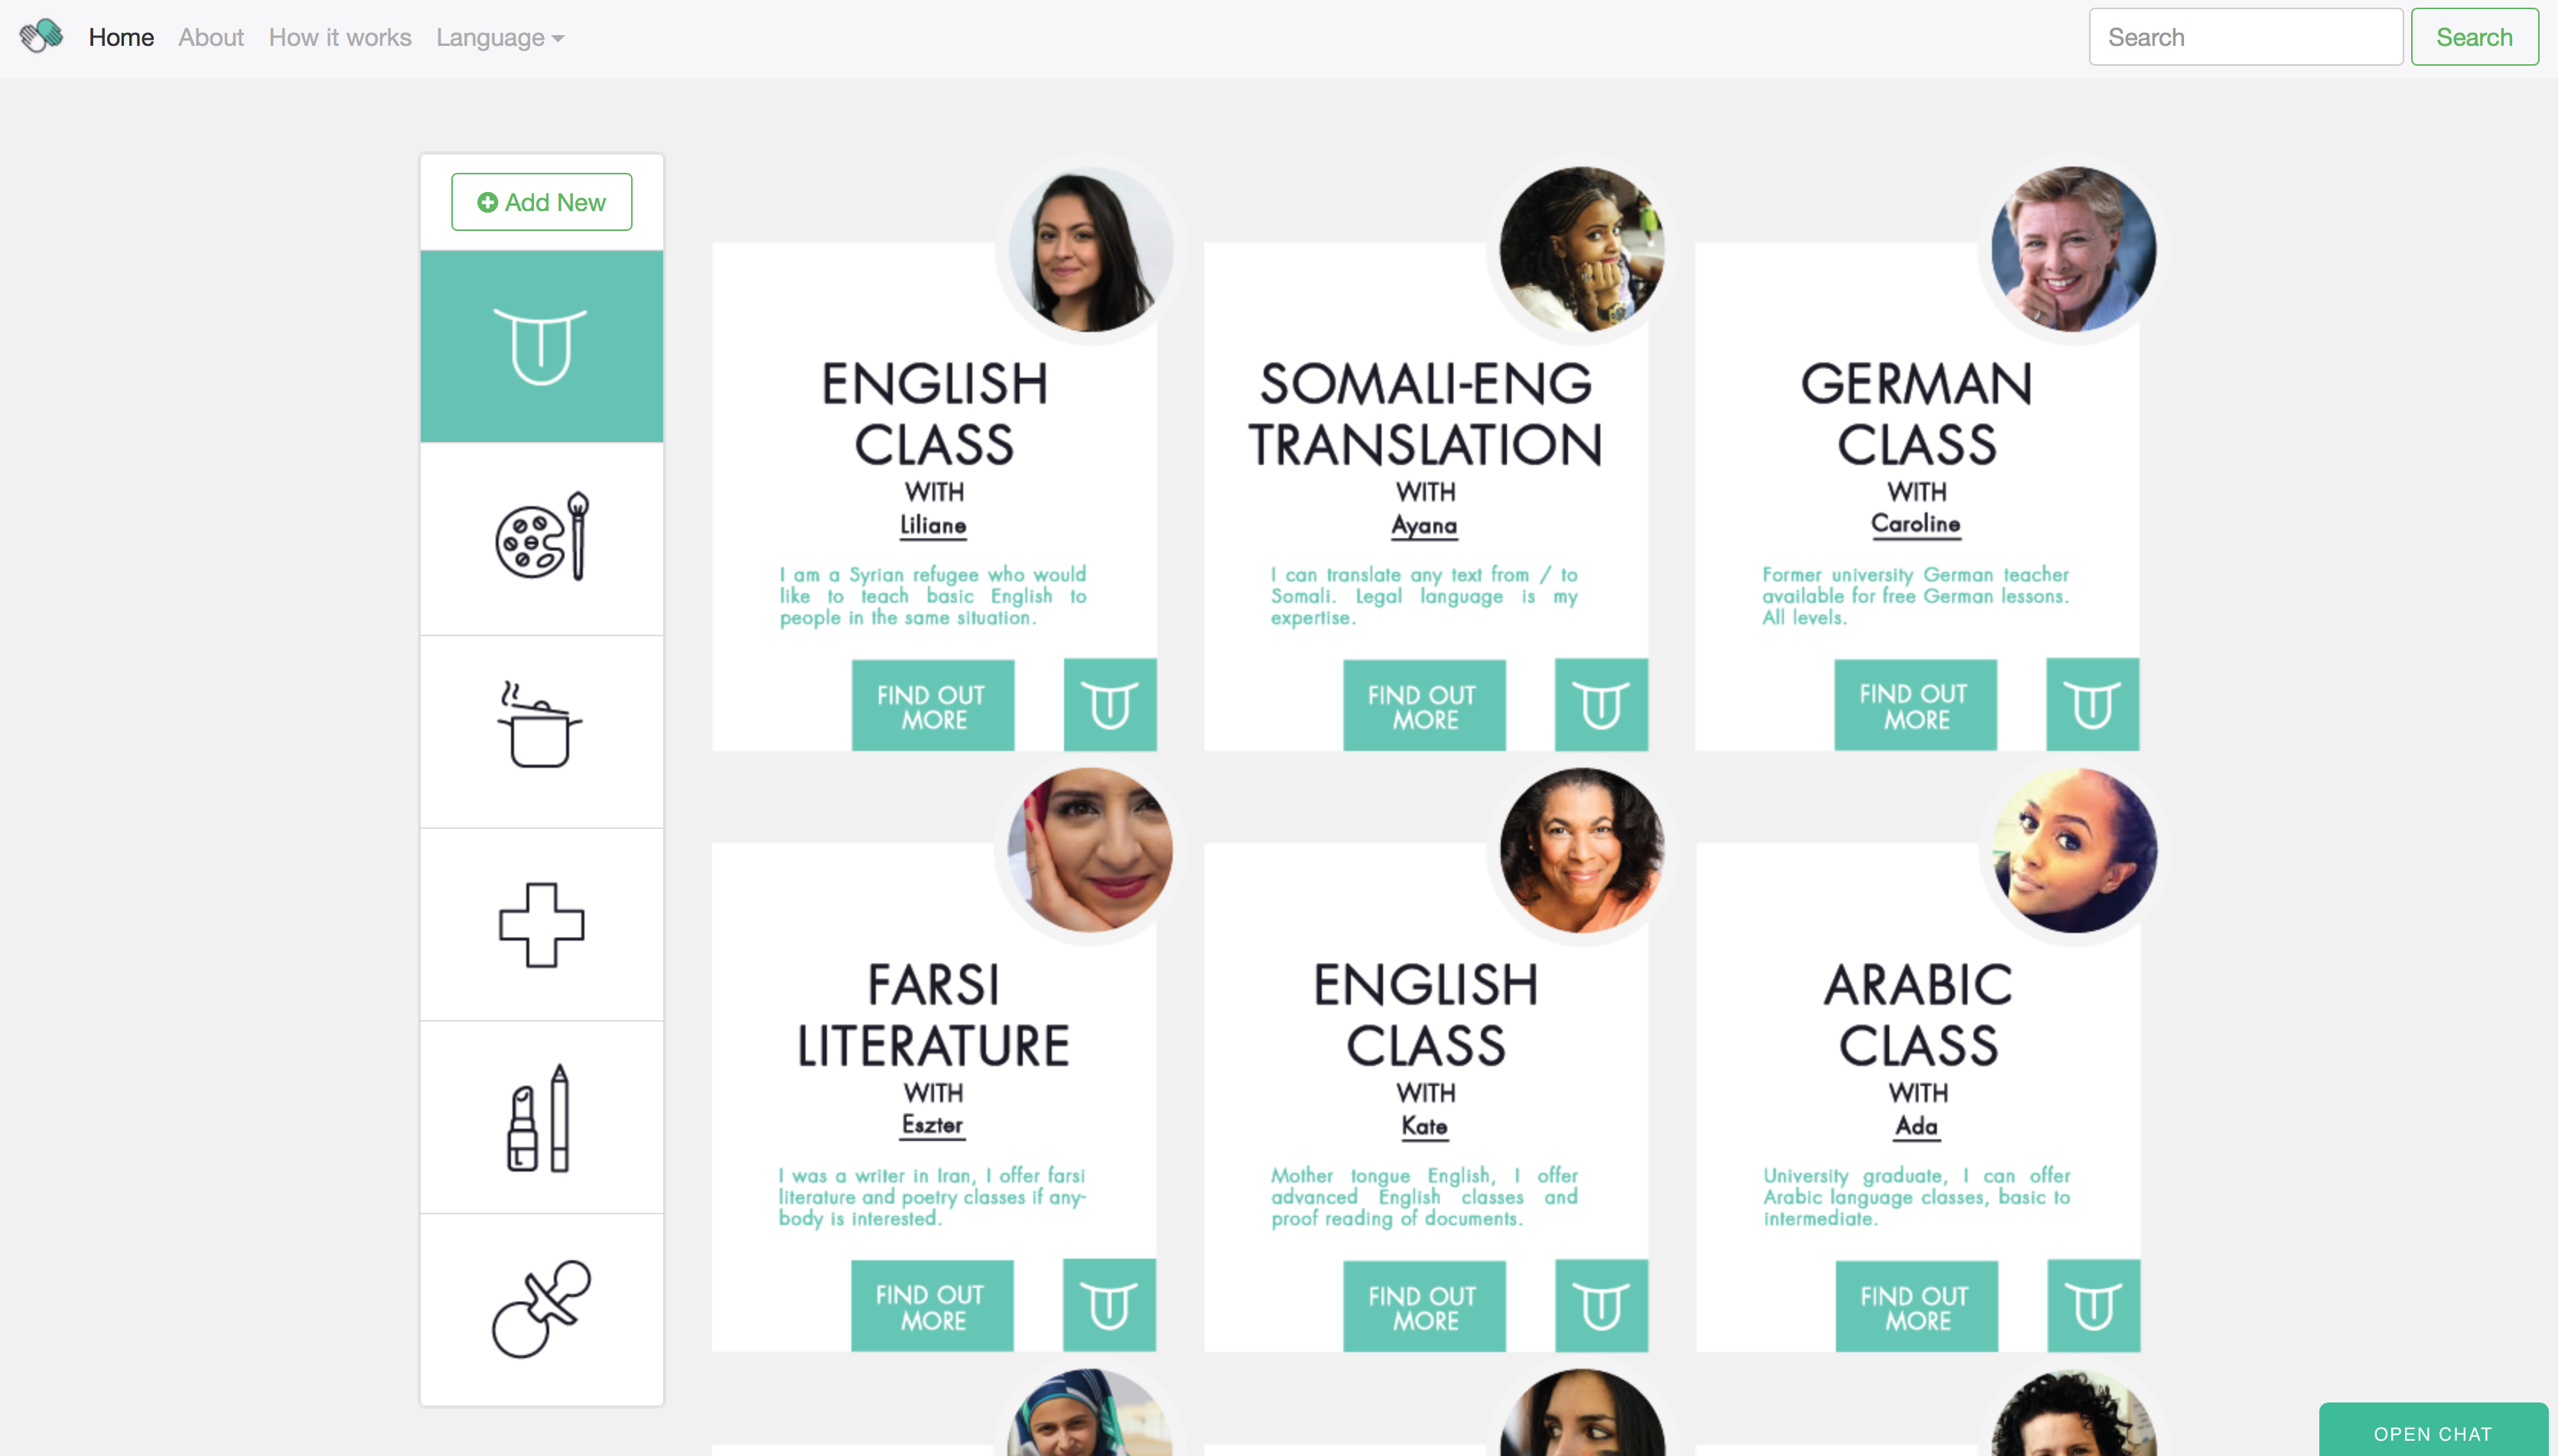 Home About How it works Language
Search Search
Add New
ENGLISH
CLASS
WITH
Liliane
I am a Syrian refugee who would
like to teach basic English to
people in the same situation.
FIND OUT
MORE
SOMALI-ENG
TRANSLATION
WITH
Ayana
I can translate any text from / to
Somali. Legal language is my
expertise.
FIND OUT
MORE
GERMAN
CLASS
WITH
Caroline
Former university German teacher
available for free German lessons.
All levels.
FIND OUT
MORE
FARSI
LITERATURE
WITH
Eszter
I was a writer in Iran, I offer farsi
literature and poetry classes if any-
body is interested.
FIND OUT
MORE
ENGLISH
CLASS
WITH
Kate
Mother tongue English, I offer
advanced English classes and
proof reading of documents.
FIND OUT
MORE
ARABIC
CLASS
WITH
Ada
University graduate, I can offer
Arabic language classes, basic to
intermediate.
FIND OUT
MORE
OPEN CHAT